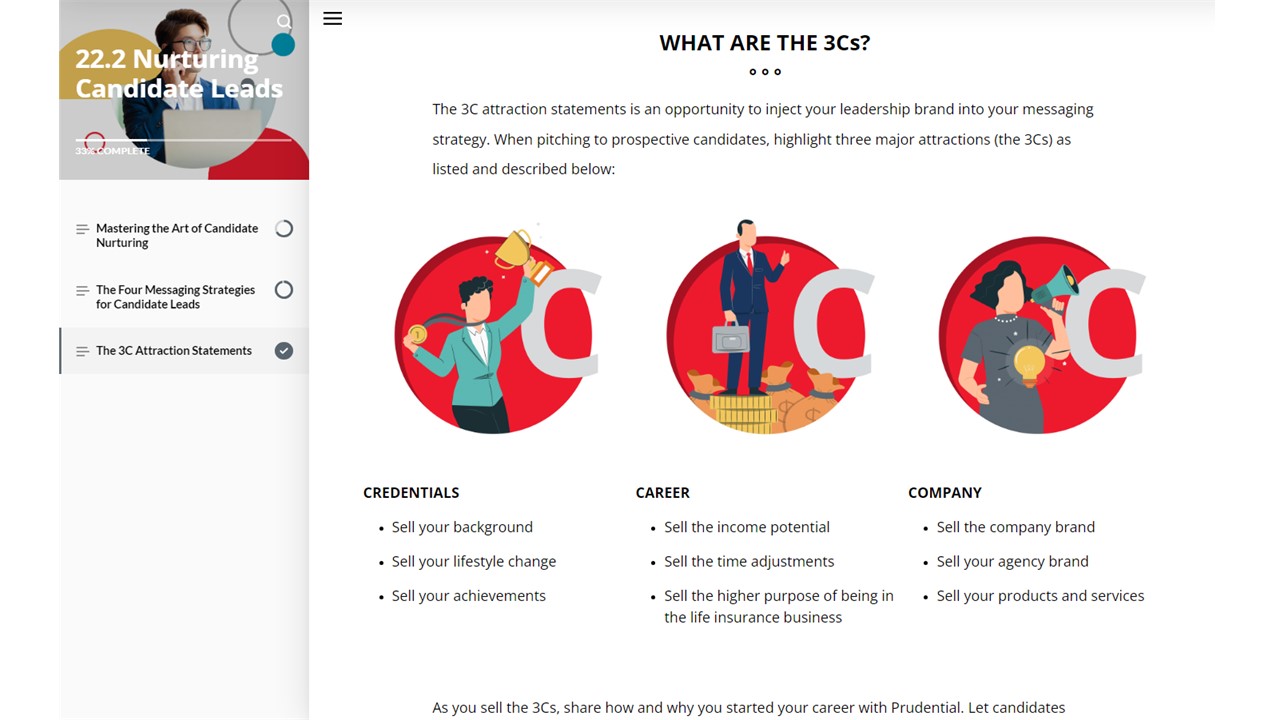 22.2 Nurturing
Candidate Leads
33% COMPLETE
Mastering the Art of Candidate
Nurturing
The Four Messaging Strategies
for Candidate Leads
The 3C Attraction Statements
WHAT ARE THE 3Cs?
The 3C attraction statements is an opportunity to inject your leadership brand into your messaging
strategy. When pitching to prospective candidates, highlight three major attractions (the 3Cs) as
listed and described below:
C
C
C
CREDENTIALS
• Sell your background
• Sell your lifestyle change
• Sell your achievements
CAREER
• Sell the income potential
• Sell the time adjustments
• Sell the higher purpose of being in
the life insurance business
COMPANY
• Sell the company brand
• Sell your agency brand
• Sell your products and services
As you sell the 3Cs, share how and why you started your career with Prudential. Let candidates